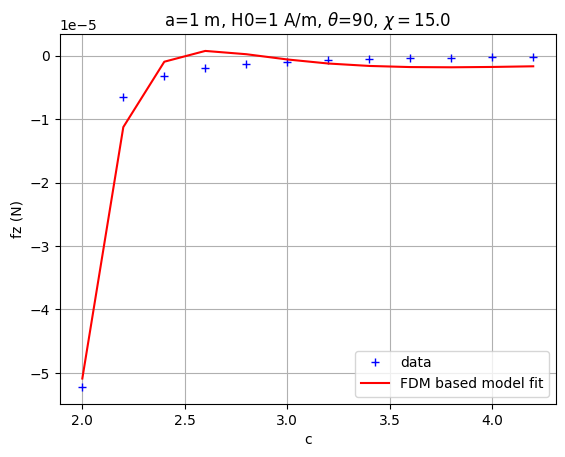 a=1 m, H0=1 A/m, θ=90, χ = 15.0
1e−5
0
−1
−2
−3
−4
−5
fz (N)
2.0 2.5 3.0 3.5 4.0
c
data
FDM based model fit